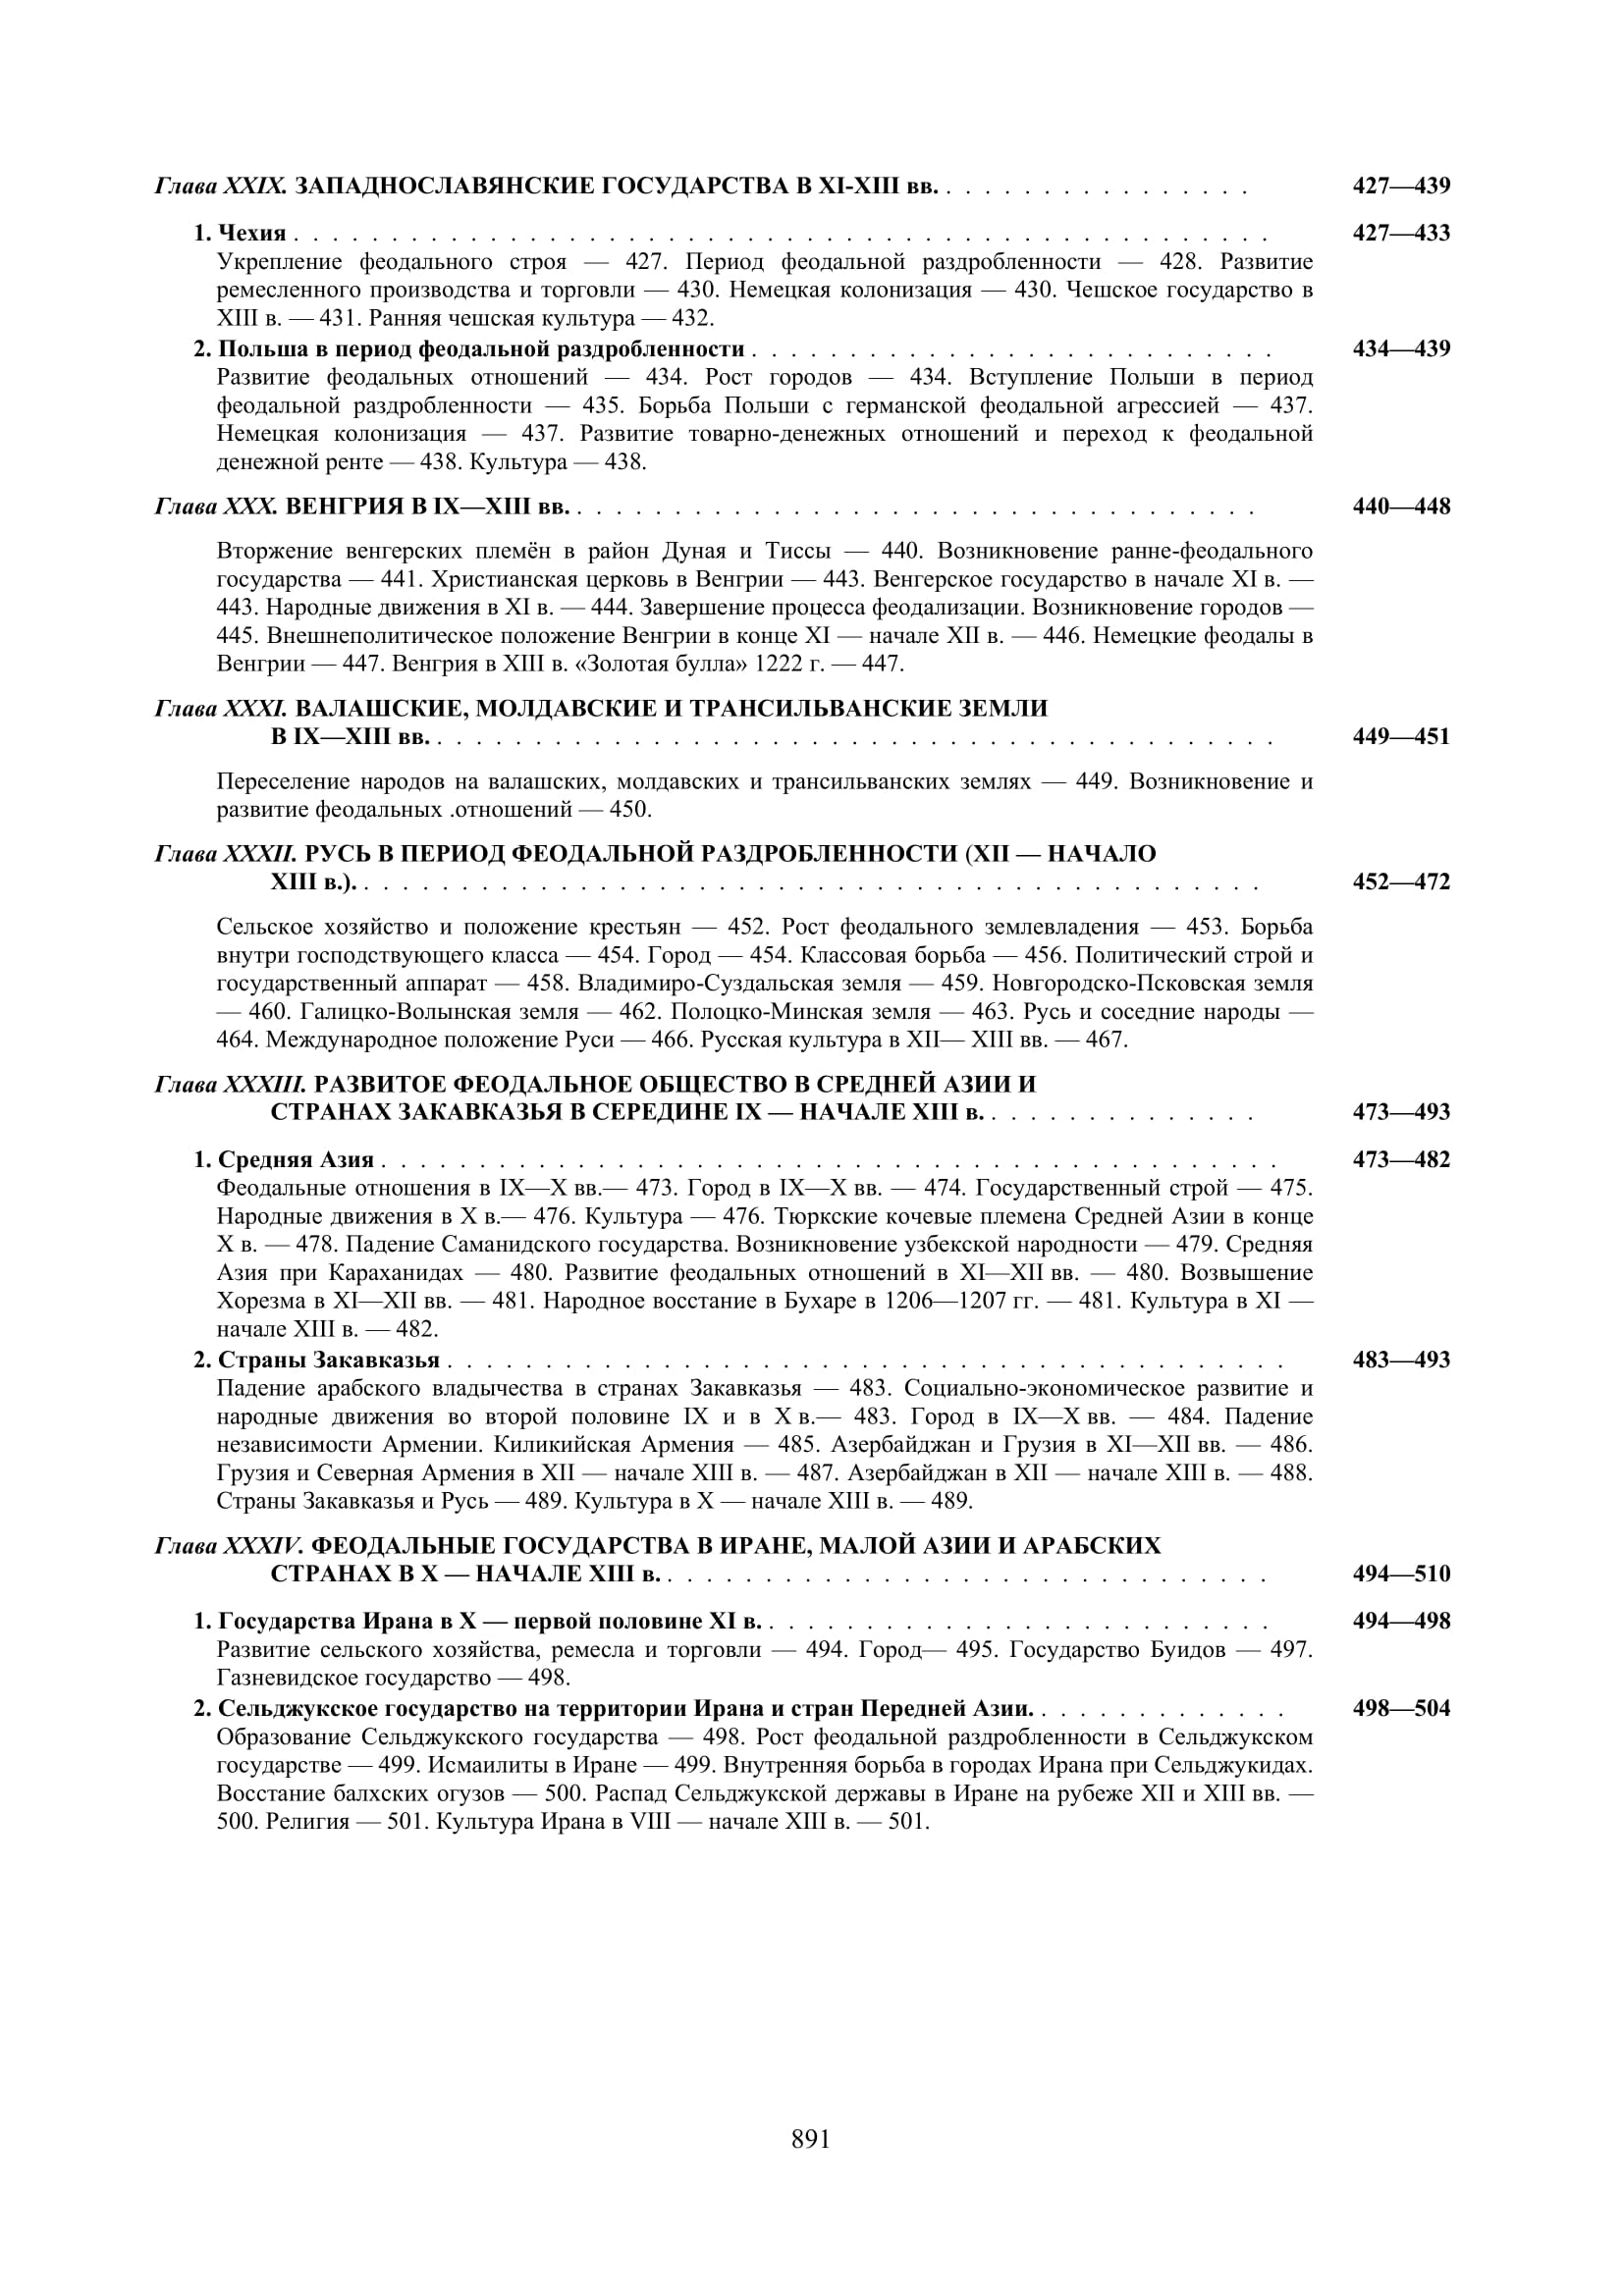 Глава XXIX. ЗАПАДНОСЛАВЯНСКИЕ ГОСУДАРСТВА В XI-XIII вв. . . . . . . . . . . . . . . . . 427—439
1. Чехия . . . . . . . . . . . . . . . . . . . . . . . . . . . . . . . . . . . . . . . . . . . . . . . . . . 427—433
Укрепление феодального строя — 427. Период феодальной раздробленности — 428. Развитие
ремесленного производства и торговли — 430. Немецкая колонизация — 430. Чешское государство в
XIII в. — 431. Ранняя чешская культура — 432.
2. Польша в период феодальной раздробленности . . . . . . . . . . . . . . . . . . . . . . . . . . . 434—439
Развитие феодальных отношений — 434. Рост городов — 434. Вступление Польши в период
феодальной раздробленности — 435. Борьба Польши с германской феодальной агрессией — 437.
Немецкая колонизация — 437. Развитие товарно-денежных отношений и переход к феодальной
денежной ренте — 438. Культура — 438.
Глава XXX. ВЕНГРИЯ В IX—XIII вв. . . . . . . . . . . . . . . . . . . . . . . . . . . . . . . . . . . . 440—448
Вторжение венгерских племён в район Дуная и Тиссы — 440. Возникновение ранне-феодального
государства — 441. Христианская церковь в Венгрии — 443. Венгерское государство в начале XI в. —
443. Народные движения в XI в. — 444. Завершение процесса феодализации. Возникновение городов —
445. Внешнеполитическое положение Венгрии в конце XI — начале XII в. — 446. Немецкие феодалы в
Венгрии — 447. Венгрия в XIII в. «Золотая булла» 1222 г. — 447.
Глава XXXI. ВАЛАШСКИЕ, МОЛДАВСКИЕ И ТРАНСИЛЬВАНСКИЕ ЗЕМЛИ
В IX—XIII вв. . . . . . . . . . . . . . . . . . . . . . . . . . . . . . . . . . . . . . . . . . . . 449—451
Переселение народов на валашских, молдавских и трансильванских землях — 449. Возникновение и
развитие феодальных .отношений — 450.
Глава XXXII. РУСЬ В ПЕРИОД ФЕОДАЛЬНОЙ РАЗДРОБЛЕННОСТИ (XII — НАЧАЛО
XIII в.). . . . . . . . . . . . . . . . . . . . . . . . . . . . . . . . . . . . . . . . . . . . . . . 452—472
Сельское хозяйство и положение крестьян — 452. Рост феодального землевладения — 453. Борьба
внутри господствующего класса — 454. Город — 454. Классовая борьба — 456. Политический строй и
государственный аппарат — 458. Владимиро-Суздальская земля — 459. Новгородско-Псковская земля
— 460. Галицко-Волынская земля — 462. Полоцко-Минская земля — 463. Русь и соседние народы —
464. Международное положение Руси — 466. Русская культура в XII— XIII вв. — 467.
Глава XXXIII. РАЗВИТОЕ ФЕОДАЛЬНОЕ ОБЩЕСТВО В СРЕДНЕЙ АЗИИ И
СТРАНАХ ЗАКАВКАЗЬЯ В СЕРЕДИНЕ IX — НАЧАЛЕ XIII в. . . . . . . . . . . . . . . 473—493
1. Средняя Азия . . . . . . . . . . . . . . . . . . . . . . . . . . . . . . . . . . . . . . . . . . . . . . 473—482
Феодальные отношения в IX—X вв.— 473. Город в IX—X вв. — 474. Государственный строй — 475.
Народные движения в X в.— 476. Культура — 476. Тюркские кочевые племена Средней Азии в конце
X в. — 478. Падение Саманидского государства. Возникновение узбекской народности — 479. Средняя
Азия при Караханидах — 480. Развитие феодальных отношений в XI—XII вв. — 480. Возвышение
Хорезма в XI—XII вв. — 481. Народное восстание в Бухаре в 1206—1207 гг. — 481. Культура в XI —
начале XIII в. — 482.
2. Страны Закавказья . . . . . . . . . . . . . . . . . . . . . . . . . . . . . . . . . . . . . . . . . . . 483—493
Падение арабского владычества в странах Закавказья — 483. Социально-экономическое развитие и
народные движения во второй половине IX и в X в.— 483. Город в IX—X вв. — 484. Падение
независимости Армении. Киликийская Армения — 485. Азербайджан и Грузия в XI—XII вв. — 486.
Грузия и Северная Армения в XII — начале XIII в. — 487. Азербайджан в XII — начале XIII в. — 488.
Страны Закавказья и Русь — 489. Культура в X — начале XIII в. — 489.
Глава XXXIV. ФЕОДАЛЬНЫЕ ГОСУДАРСТВА В ИРАНЕ, МАЛОЙ АЗИИ И АРАБСКИХ
СТРАНАХ В X — НАЧАЛЕ XIII в. . . . . . . . . . . . . . . . . . . . . . . . . . . . . . . . 494—510
1. Государства Ирана в X — первой половине XI в. . . . . . . . . . . . . . . . . . . . . . . . . . . 494—498
Развитие сельского хозяйства, ремесла и торговли — 494. Город— 495. Государство Буидов — 497.
Газневидское государство — 498.
2. Сельджукское государство на территории Ирана и стран Передней Азии. . . . . . . . . . . . . . 498—504
Образование Сельджукского государства — 498. Рост феодальной раздробленности в Сельджукском
государстве — 499. Исмаилиты в Иране — 499. Внутренняя борьба в городах Ирана при Сельджукидах.
Восстание балхских огузов — 500. Распад Сельджукской державы в Иране на рубеже XII и XIII вв. —
500. Религия — 501. Культура Ирана в VIII — начале XIII в. — 501.
891